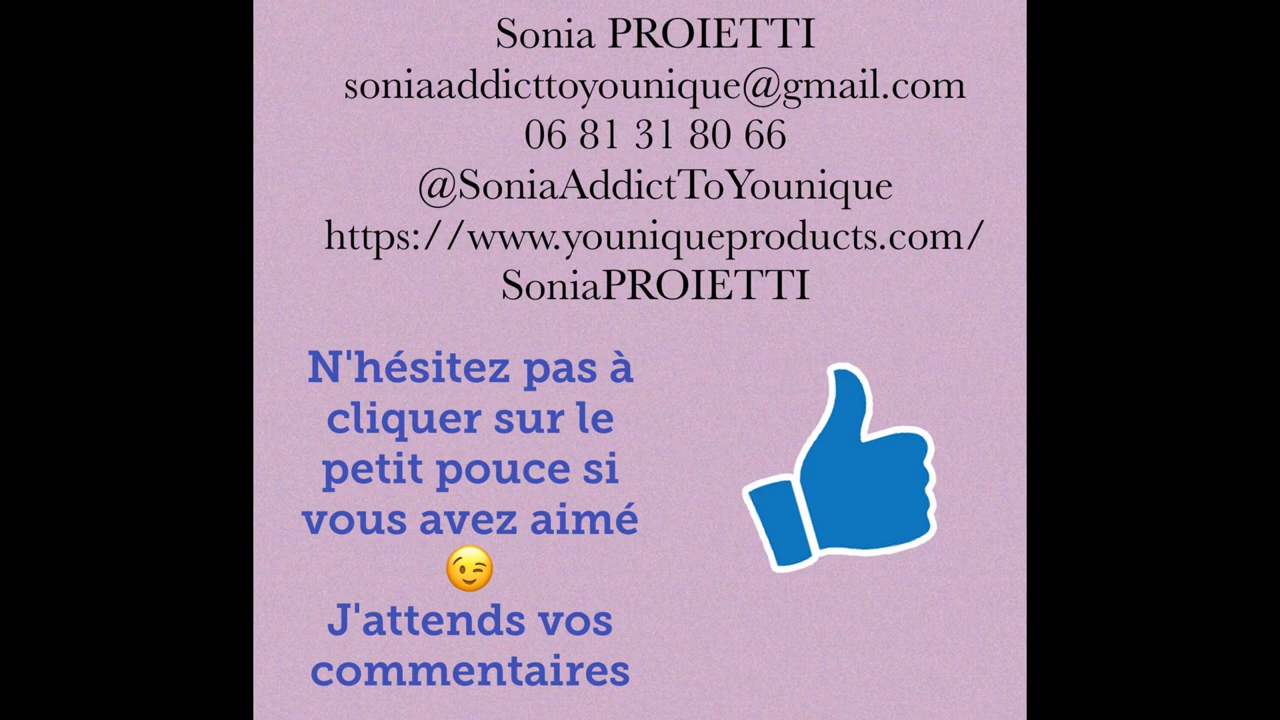 Sonia PROIETTI
soniaaddicttoyounique@gmail.com
06 81 31 80 66
@SoniaAddictToYounique
https://www.youniqueproducts.com/
SoniaPROIETTI
N'hésitez pas à
cliquer sur le
petit pouce si
vous avez aimé
😉
J'attends vos
commentaires